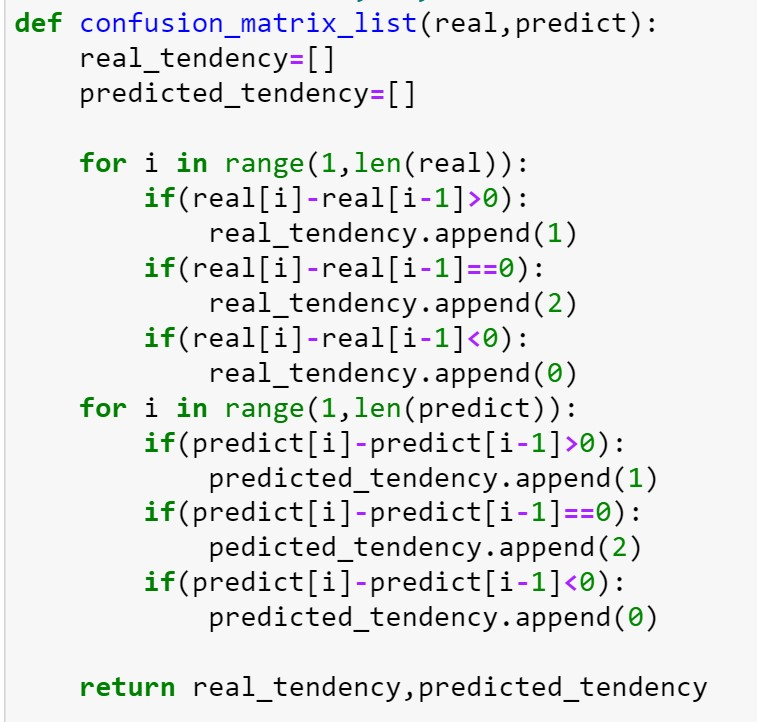 def confusion_matrix_list(real,predict):
    real_tendency=[]
    predicted_tendency=[]

    for i in range(1,len(real)):
        if(real[i]-real[i-1]>0):
            real_tendency.append(1)
        if(real[i]-real[i-1]==0):
            real_tendency.append(2)
        if(real[i]-real[i-1]<0):
            real_tendency.append(0)
    for i in range(1,len(predict)):
        if(predict[i]-predict[i-1]>0):
            predicted_tendency.append(1)
        if(predict[i]-predict[i-1]==0):
            pedicted_tendency.append(2)
        if(predict[i]-predict[i-1]<0):
            predicted_tendency.append(0)

    return real_tendency,predicted_tendency